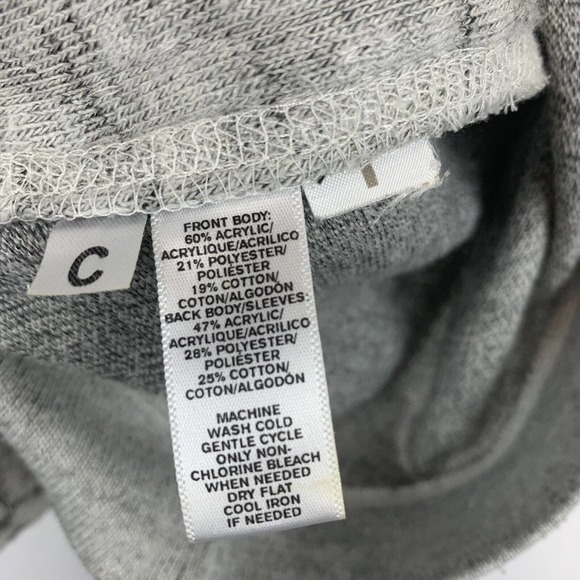 C
FRONT BODY:
60% ACRYLIC/
ACRYLIQUE/ACRILICO
21% POLYESTER/
POLIÉSTER
19% COTTON/
COTON/ALGODÓN
BACK BODY/SLEEVES:
47% ACRYLIC/
ACRYLIQUE/ACRILICO
28% POLYESTER/
POLIÉSTER
25% COTTON/
COTON/ALGODÓN
MACHINE
WASH COLD
GENTLE CYCLE
ONLY NON-
CHLORINE BLEACH
WHEN NEEDED
DRY FLAT
COOL IRON
IF NEEDED